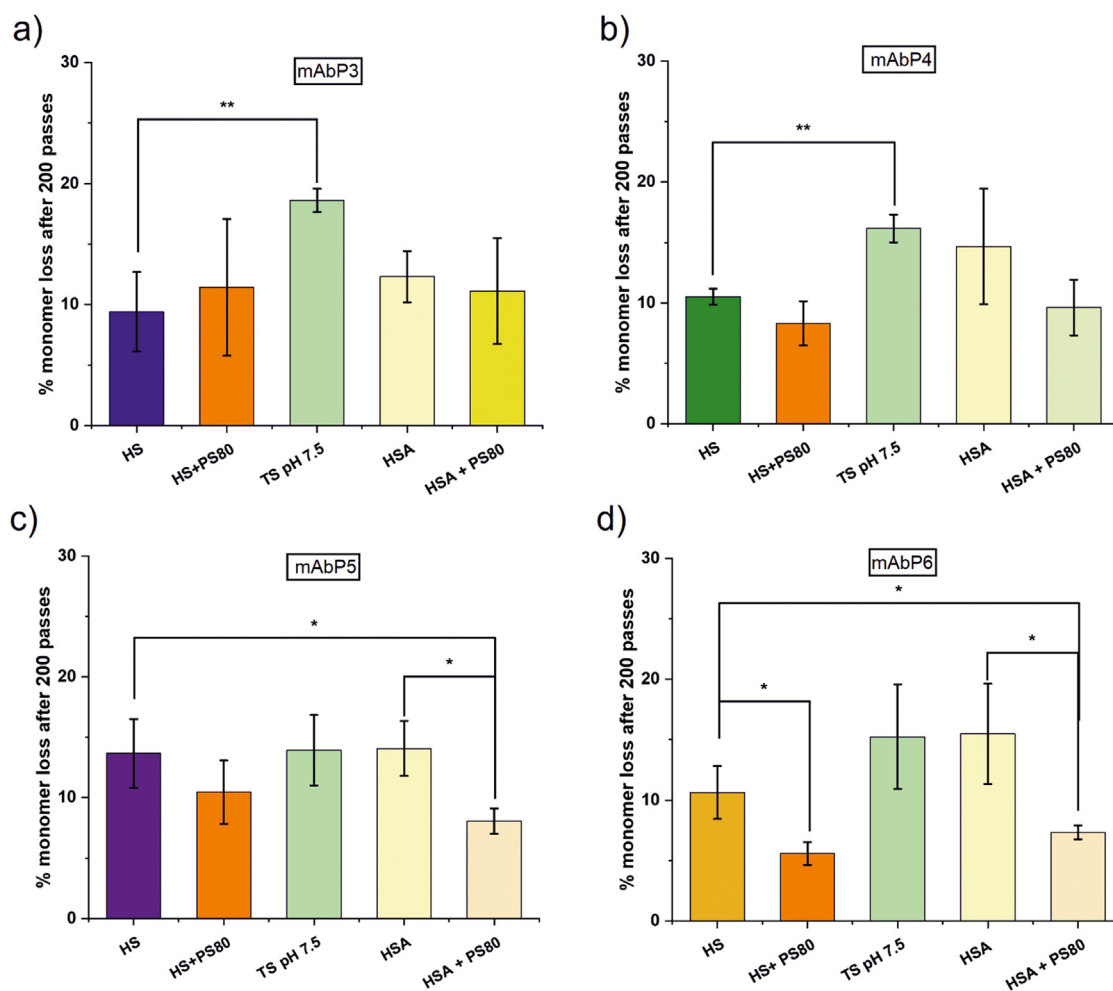 a)
mAbP3
% monomer loss after 200 passes
30
20
10
0
**
HS
HS+PS80
TS pH 7.5
HSA
HSA + PS80
b)
mAbP4
% monomer loss after 200 passes
30
20
10
0
**
HS
HS+PS80
TS pH 7.5
HSA
HSA + PS80
c)
mAbP5
% monomer loss after 200 passes
30
20
10
0
*
*
HS
HS+PS80
TS pH 7.5
HSA
HSA + PS80
d)
mAbP6
% monomer loss after 200 passes
30
20
10
0
*
*
*
HS
HS+ PS80
TS pH 7.5
HSA
HSA + PS80